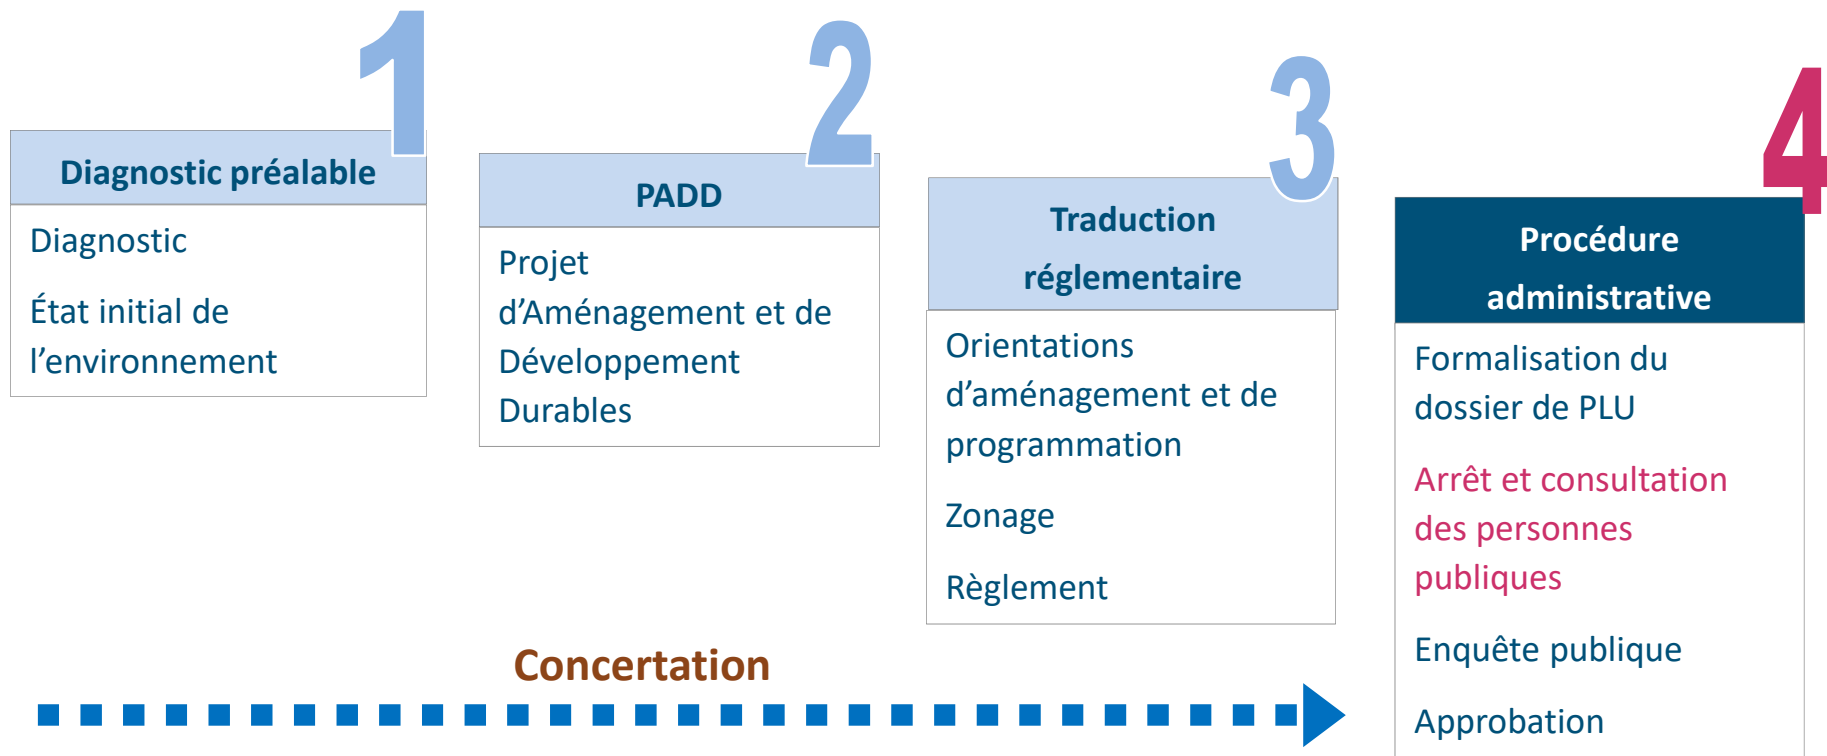 1
Diagnostic préalable
Diagnostic
État initial de
l’environnement
2
PADD
Projet
d’Aménagement et de
Développement
Durables
3
Traduction
réglementaire
Orientations
d’aménagement et de
programmation
Zonage
Règlement
4
Procédure
administrative
Formalisation du
dossier de PLU
Arrêt et consultation
des personnes
publiques
Enquête publique
Approbation
Concertation